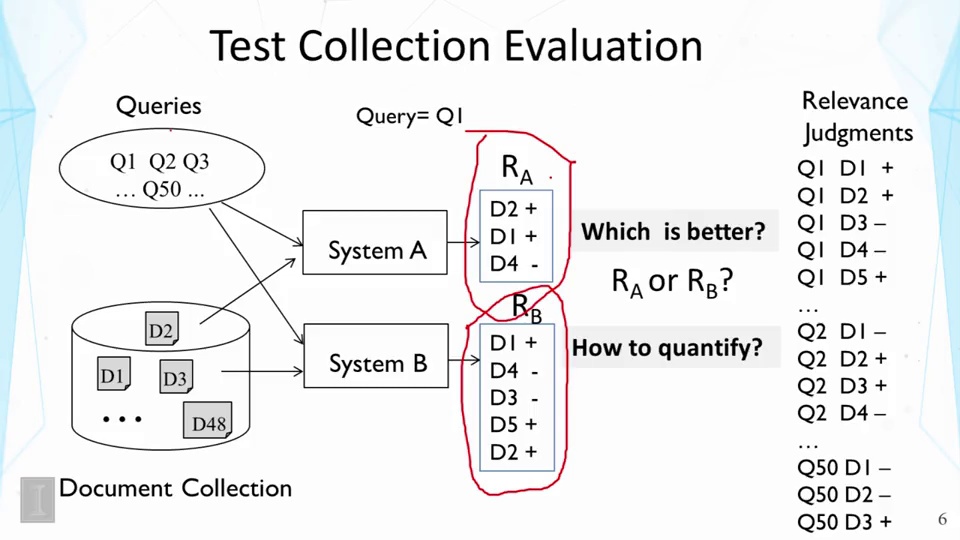 Test Collection Evaluation
Queries
Q1 Q2 Q3
... Q50 ...
Query= Q1
R_A
D2 +
D1 +
D4 -
System A
System B
R_B
D1 +
D4 -
D3 -
D5 +
D2 +
Which is better?
R_A or R_B?
How to quantify?
D2
D1
D3
...
D48
Document Collection
Relevance
Judgments
Q1 D1 +
Q1 D2 +
Q1 D3 –
Q1 D4 –
Q1 D5 +
...
Q2 D1 –
Q2 D2 +
Q2 D3 +
Q2 D4 –
...
Q50 D1 –
Q50 D2 –
Q50 D3 +
I
6